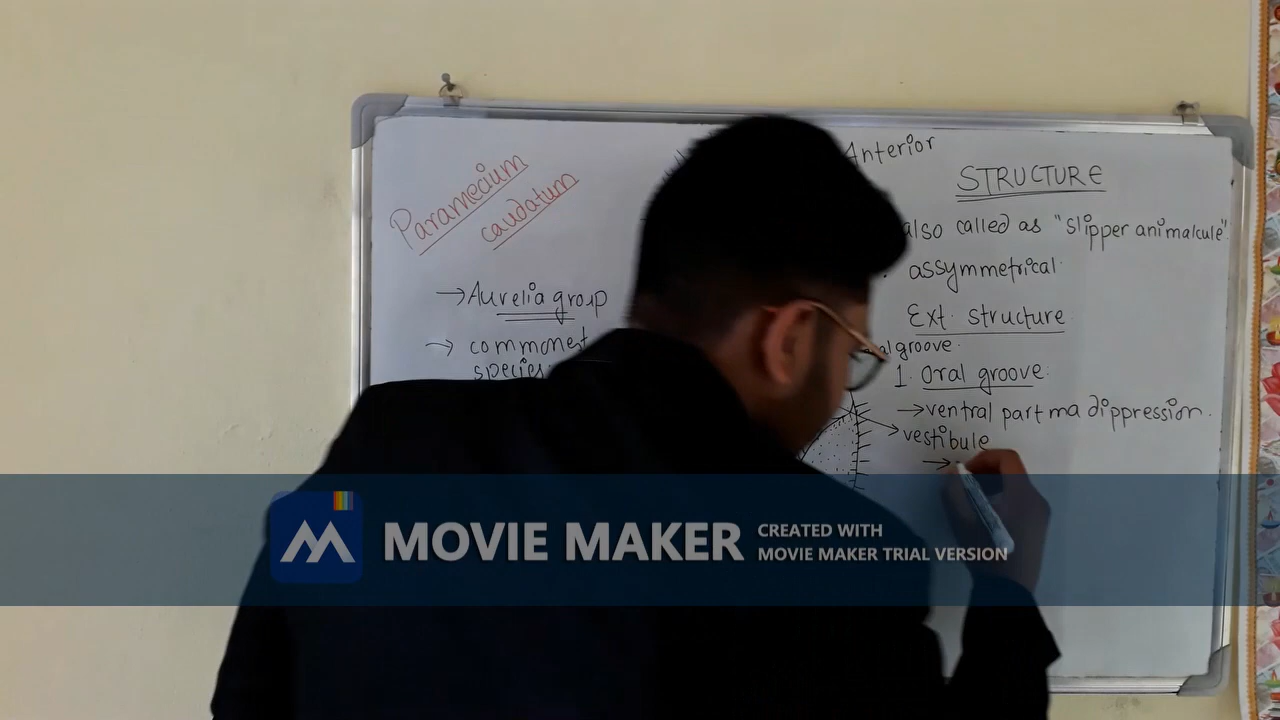 Paramecium
caudatum
→ Aurelia group
→ commonest
species
Anterior
STRUCTURE
also called as "slipper animalcule"
assymmetrical
Ext. structure
groove
1. Oral groove
→ ventral part ma dippression.
→ vestibule
→
MOVIE MAKER
CREATED WITH
MOVIE MAKER TRIAL VERSION